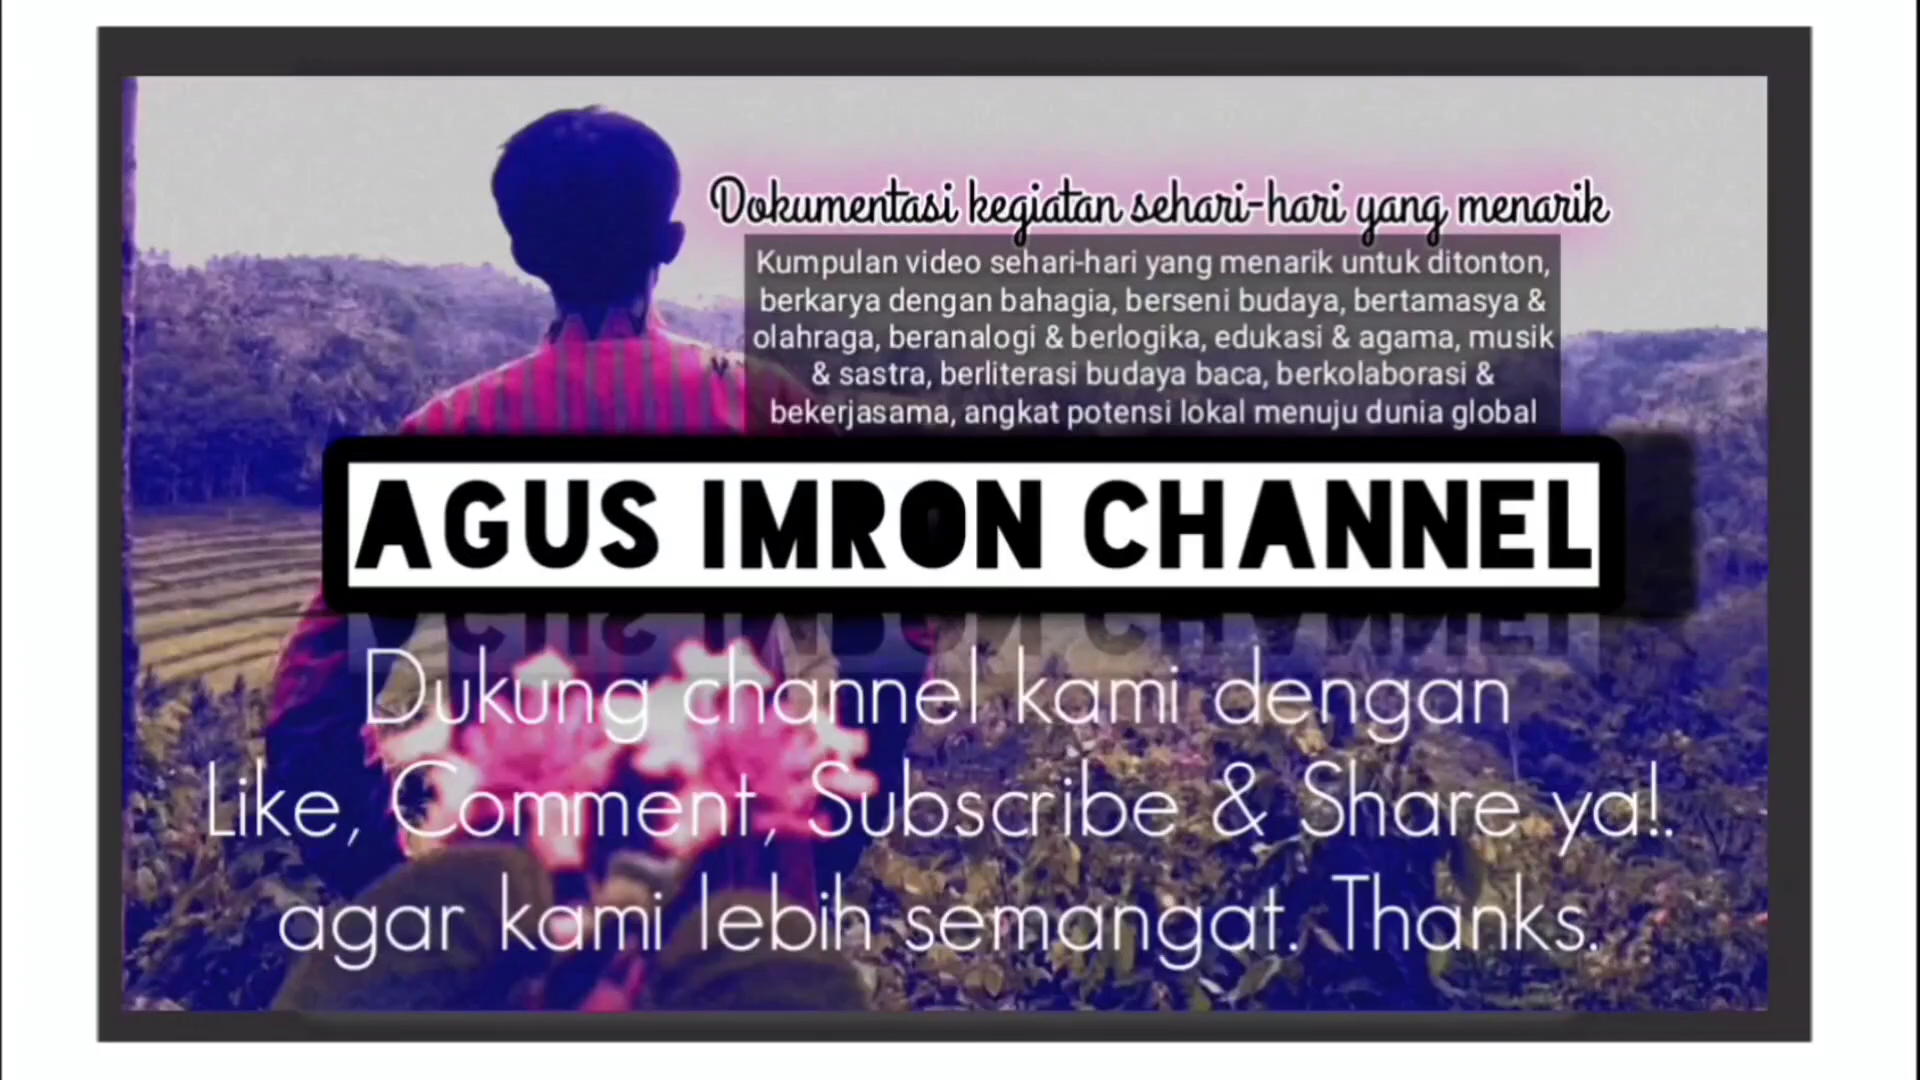 Dokumentasi kegiatan sehari-hari yang menarik
Kumpulan video sehari-hari yang menarik untuk ditonton,
berkarya dengan bahagia, berseni budaya, bertamasya &
olahraga, beranalogi & berlogika, edukasi & agama, musik
& sastra, berliterasi budaya baca, berkolaborasi &
bekerjasama, angkat potensi lokal menuju dunia global
AGUS IMRON CHANNEL
Dukung channel kami dengan
Like, Comment, Subscribe & Share ya!.
agar kami lebih semangat. Thanks.